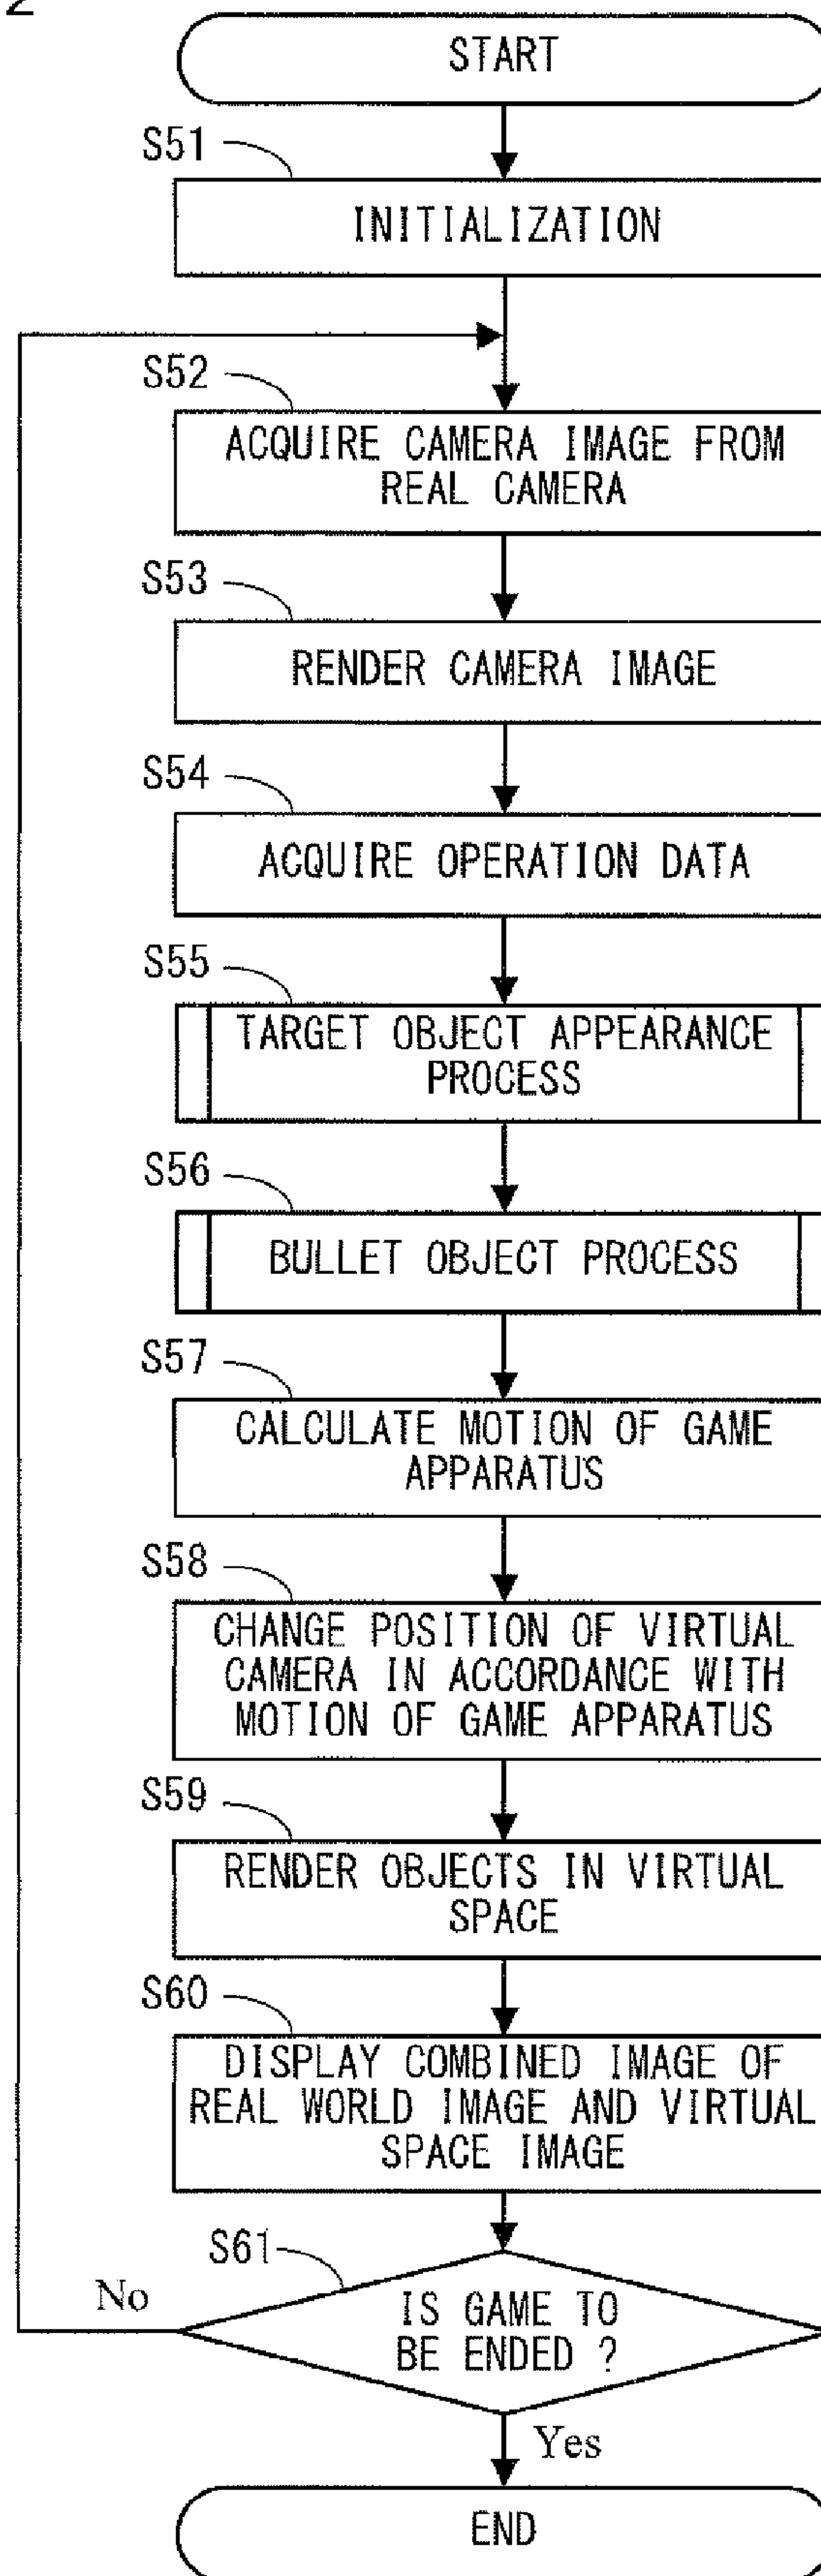 2
START
S51
INITIALIZATION
S52
ACQUIRE CAMERA IMAGE FROM
REAL CAMERA
S53
RENDER CAMERA IMAGE
S54
ACQUIRE OPERATION DATA
S55
TARGET OBJECT APPEARANCE
PROCESS
S56
BULLET OBJECT PROCESS
S57
CALCULATE MOTION OF GAME
APPARATUS
S58
CHANGE POSITION OF VIRTUAL
CAMERA IN ACCORDANCE WITH
MOTION OF GAME APPARATUS
S59
RENDER OBJECTS IN VIRTUAL
SPACE
S60
DISPLAY COMBINED IMAGE OF
REAL WORLD IMAGE AND VIRTUAL
SPACE IMAGE
S61
No
IS GAME TO
BE ENDED ?
Yes
END